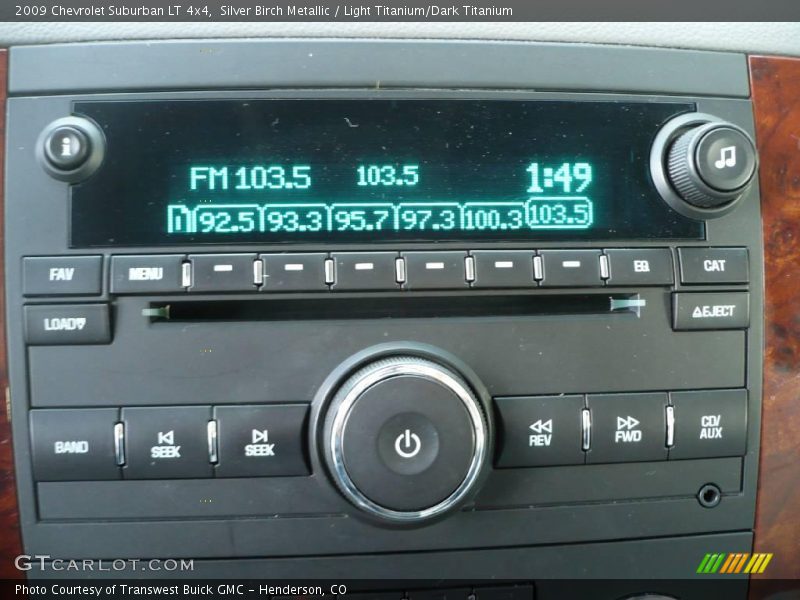 2009 Chevrolet Suburban LT 4x4, Silver Birch Metallic / Light Titanium/Dark Titanium
i
FM 103.5 103.5 1:49
92.5 93.3 95.7 97.3 100.3 103.5
FAV MENU EQ CAT
LOAD EJECT
BAND SEEK SEEK REV FWD CD/
AUX
GTCARLOT.COM
Photo Courtesy of Transwest Buick GMC - Henderson, CO